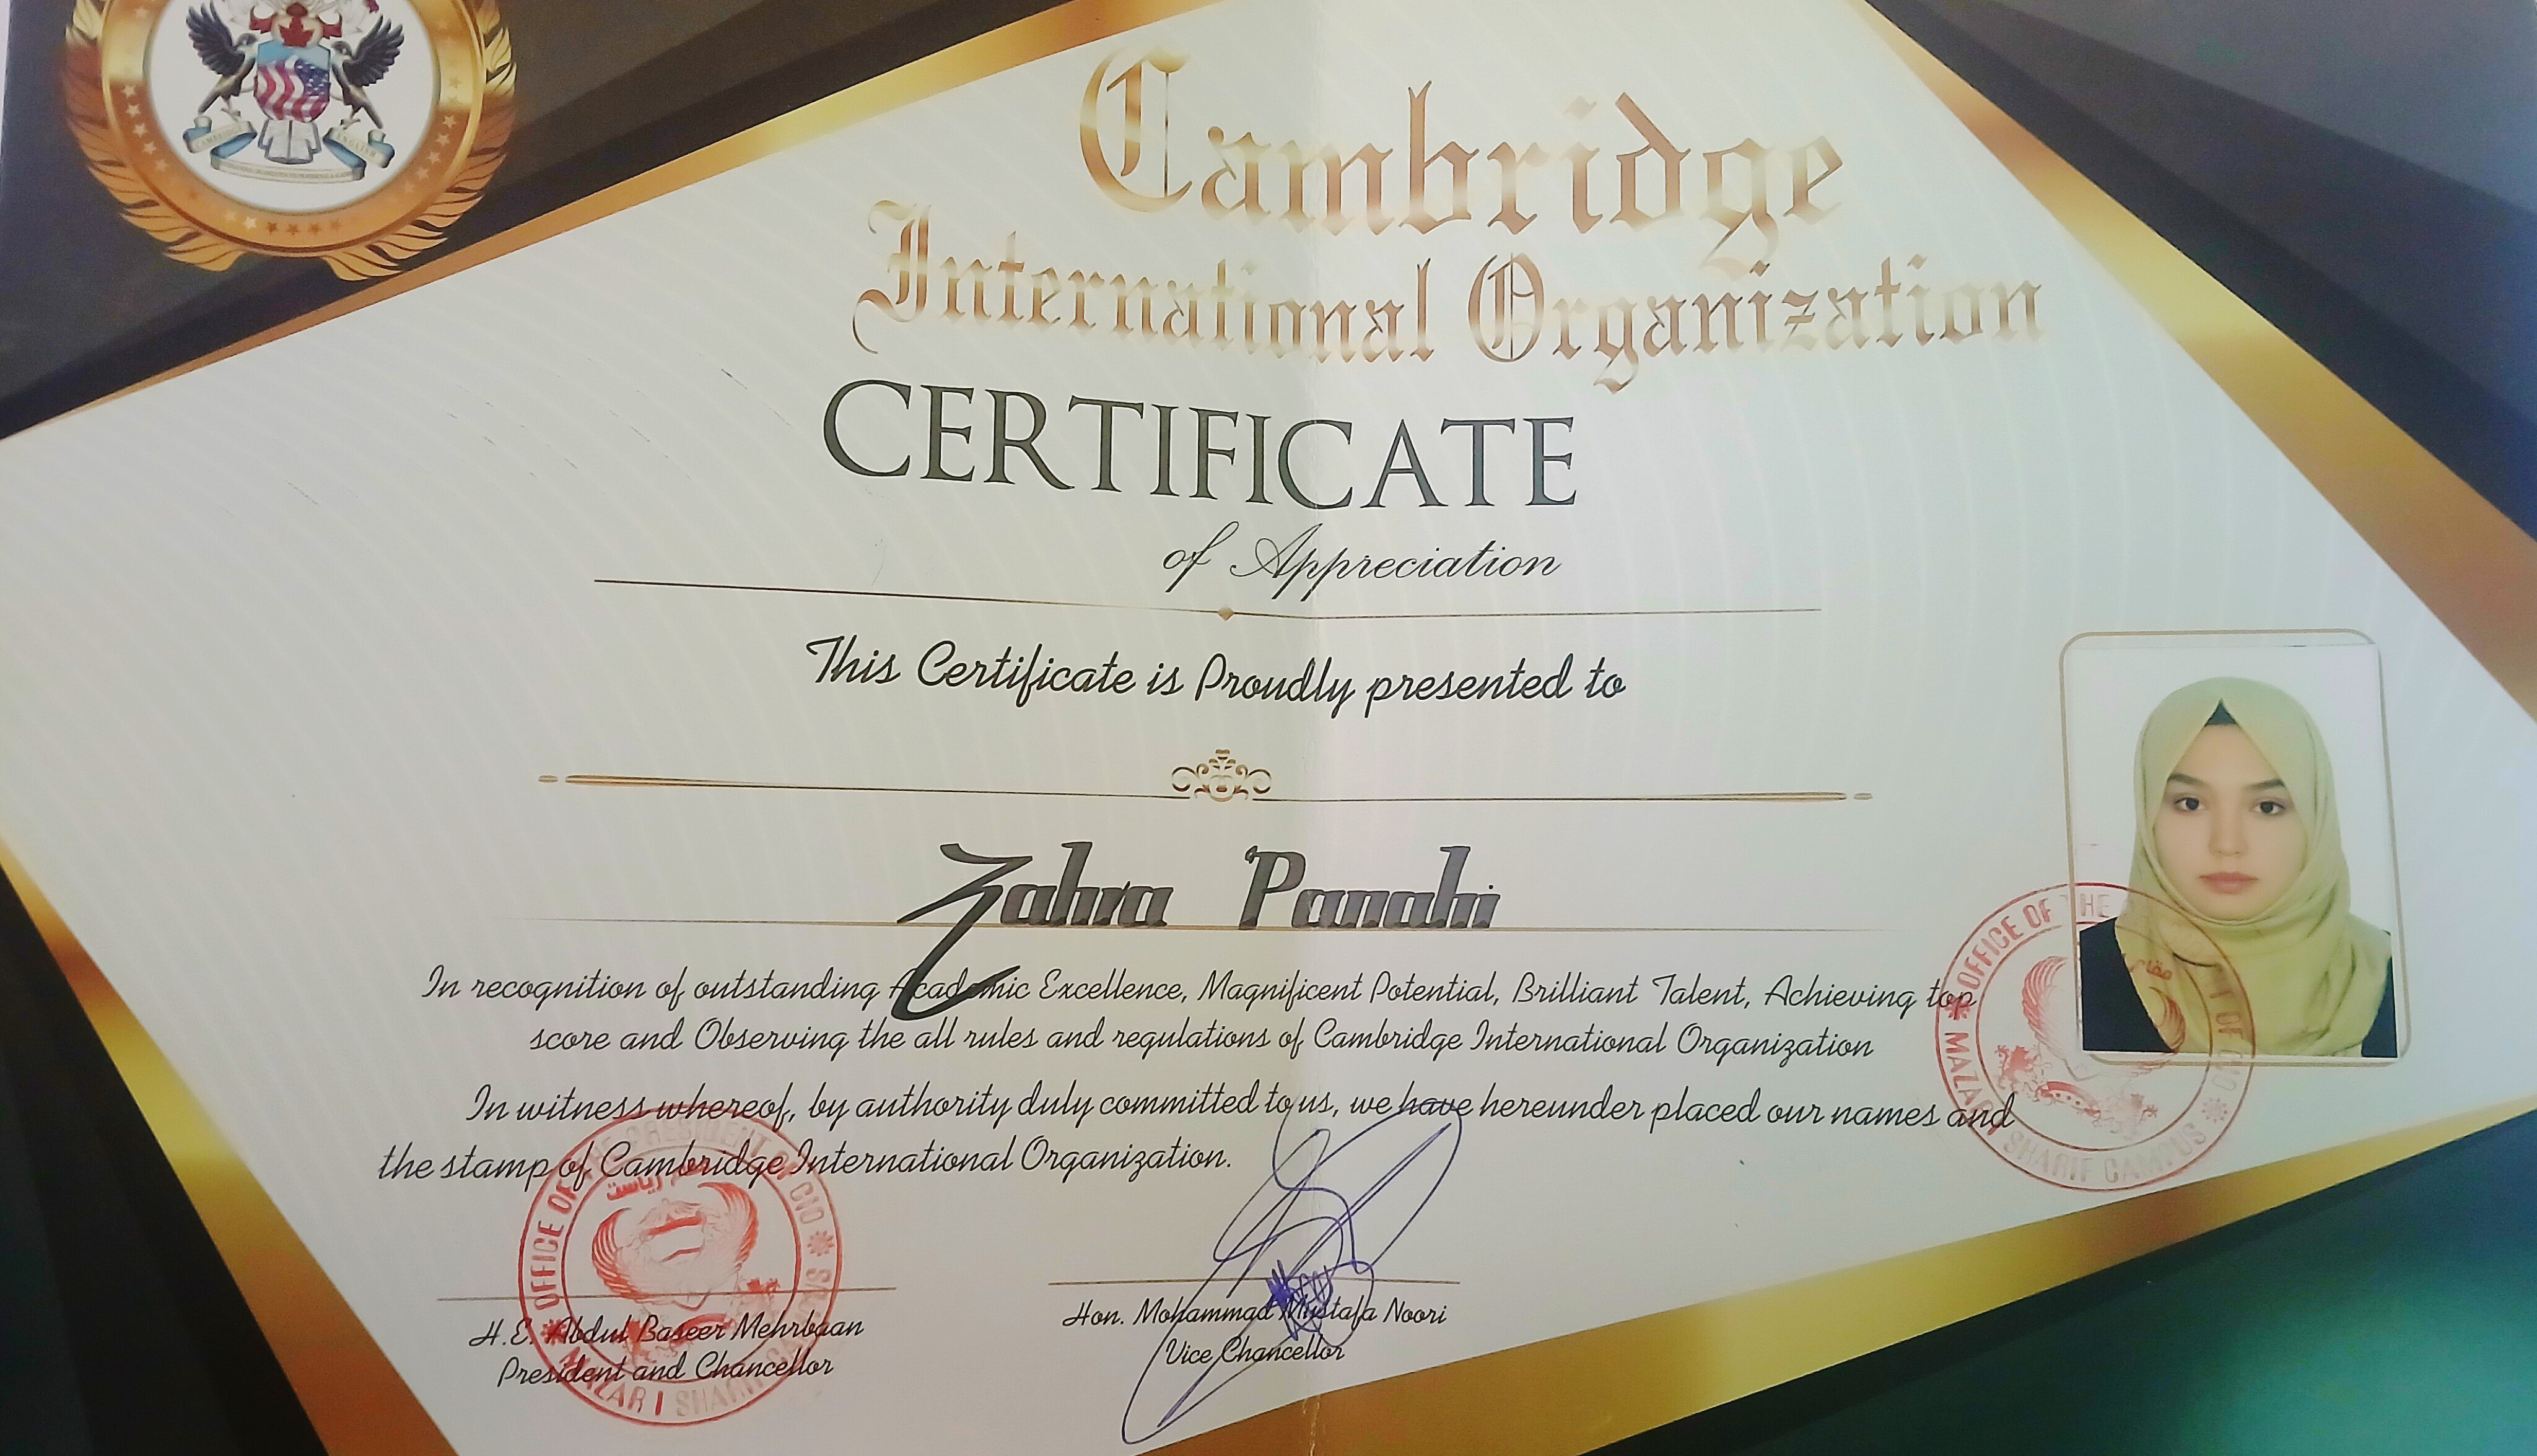 Cambridge
International Organization
CERTIFICATE
of Appreciation
This Certificate is Proudly presented to
Zahra Panahi
In recognition of outstanding Academic Excellence, Magnificent Potential, Brilliant Talent, Achieving top
score and Observing the all rules and regulations of Cambridge International Organization
In witness whereof, by authority duly committed to us, we have hereunder placed our names and
the stamp of Cambridge International Organization.
OFFICE OF THE
MAZAR I SHARIF CAMPUS
H.E. Abdul Baseer Mehrbaan
President and Chancellor
OFFICE OF THE PRESIDENT
CIO
MAZAR I SHARIF
ریاست
Hon. Mohammad Mustafa Noori
Vice Chancellor